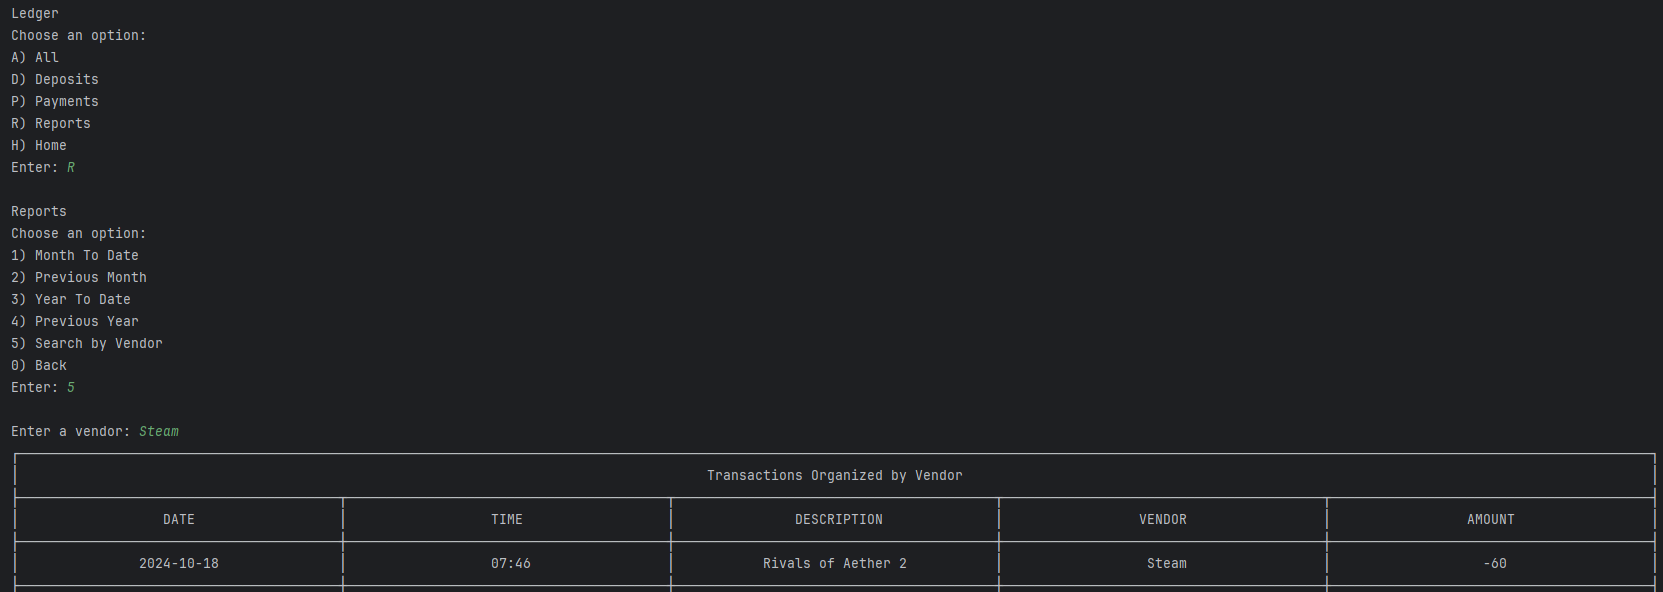 Ledger
Choose an option:
A) All
D) Deposits
P) Payments
R) Reports
H) Home
Enter: R
Reports
Choose an option:
1) Month To Date
2) Previous Month
3) Year To Date
4) Previous Year
5) Search by Vendor
0) Back
Enter: 5
Enter a vendor: Steam
Transactions Organized by Vendor
DATE TIME DESCRIPTION VENDOR AMOUNT
2024-10-18 07:46 Rivals of Aether 2 Steam -60